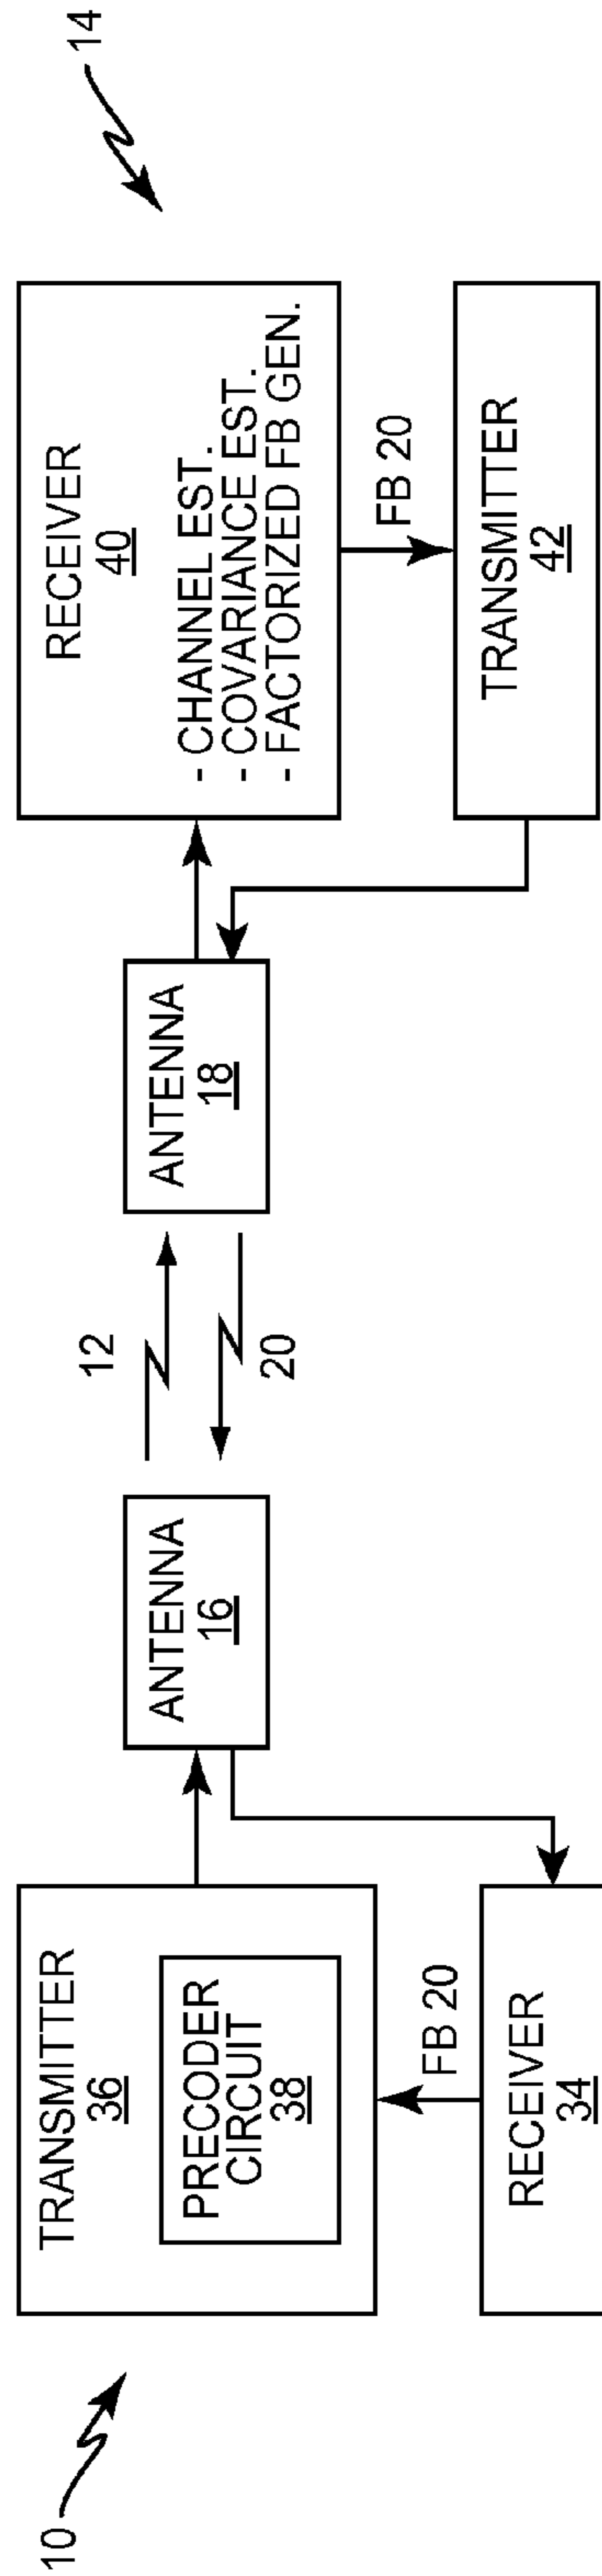 10
TRANSMITTER
36
PRECODER
CIRCUIT
38
FB 20
RECEIVER
34
ANTENNA
16
12
20
ANTENNA
18
RECEIVER
40
- CHANNEL EST.
- COVARIANCE EST.
- FACTORIZED FB GEN.
FB 20
TRANSMITTER
42
14